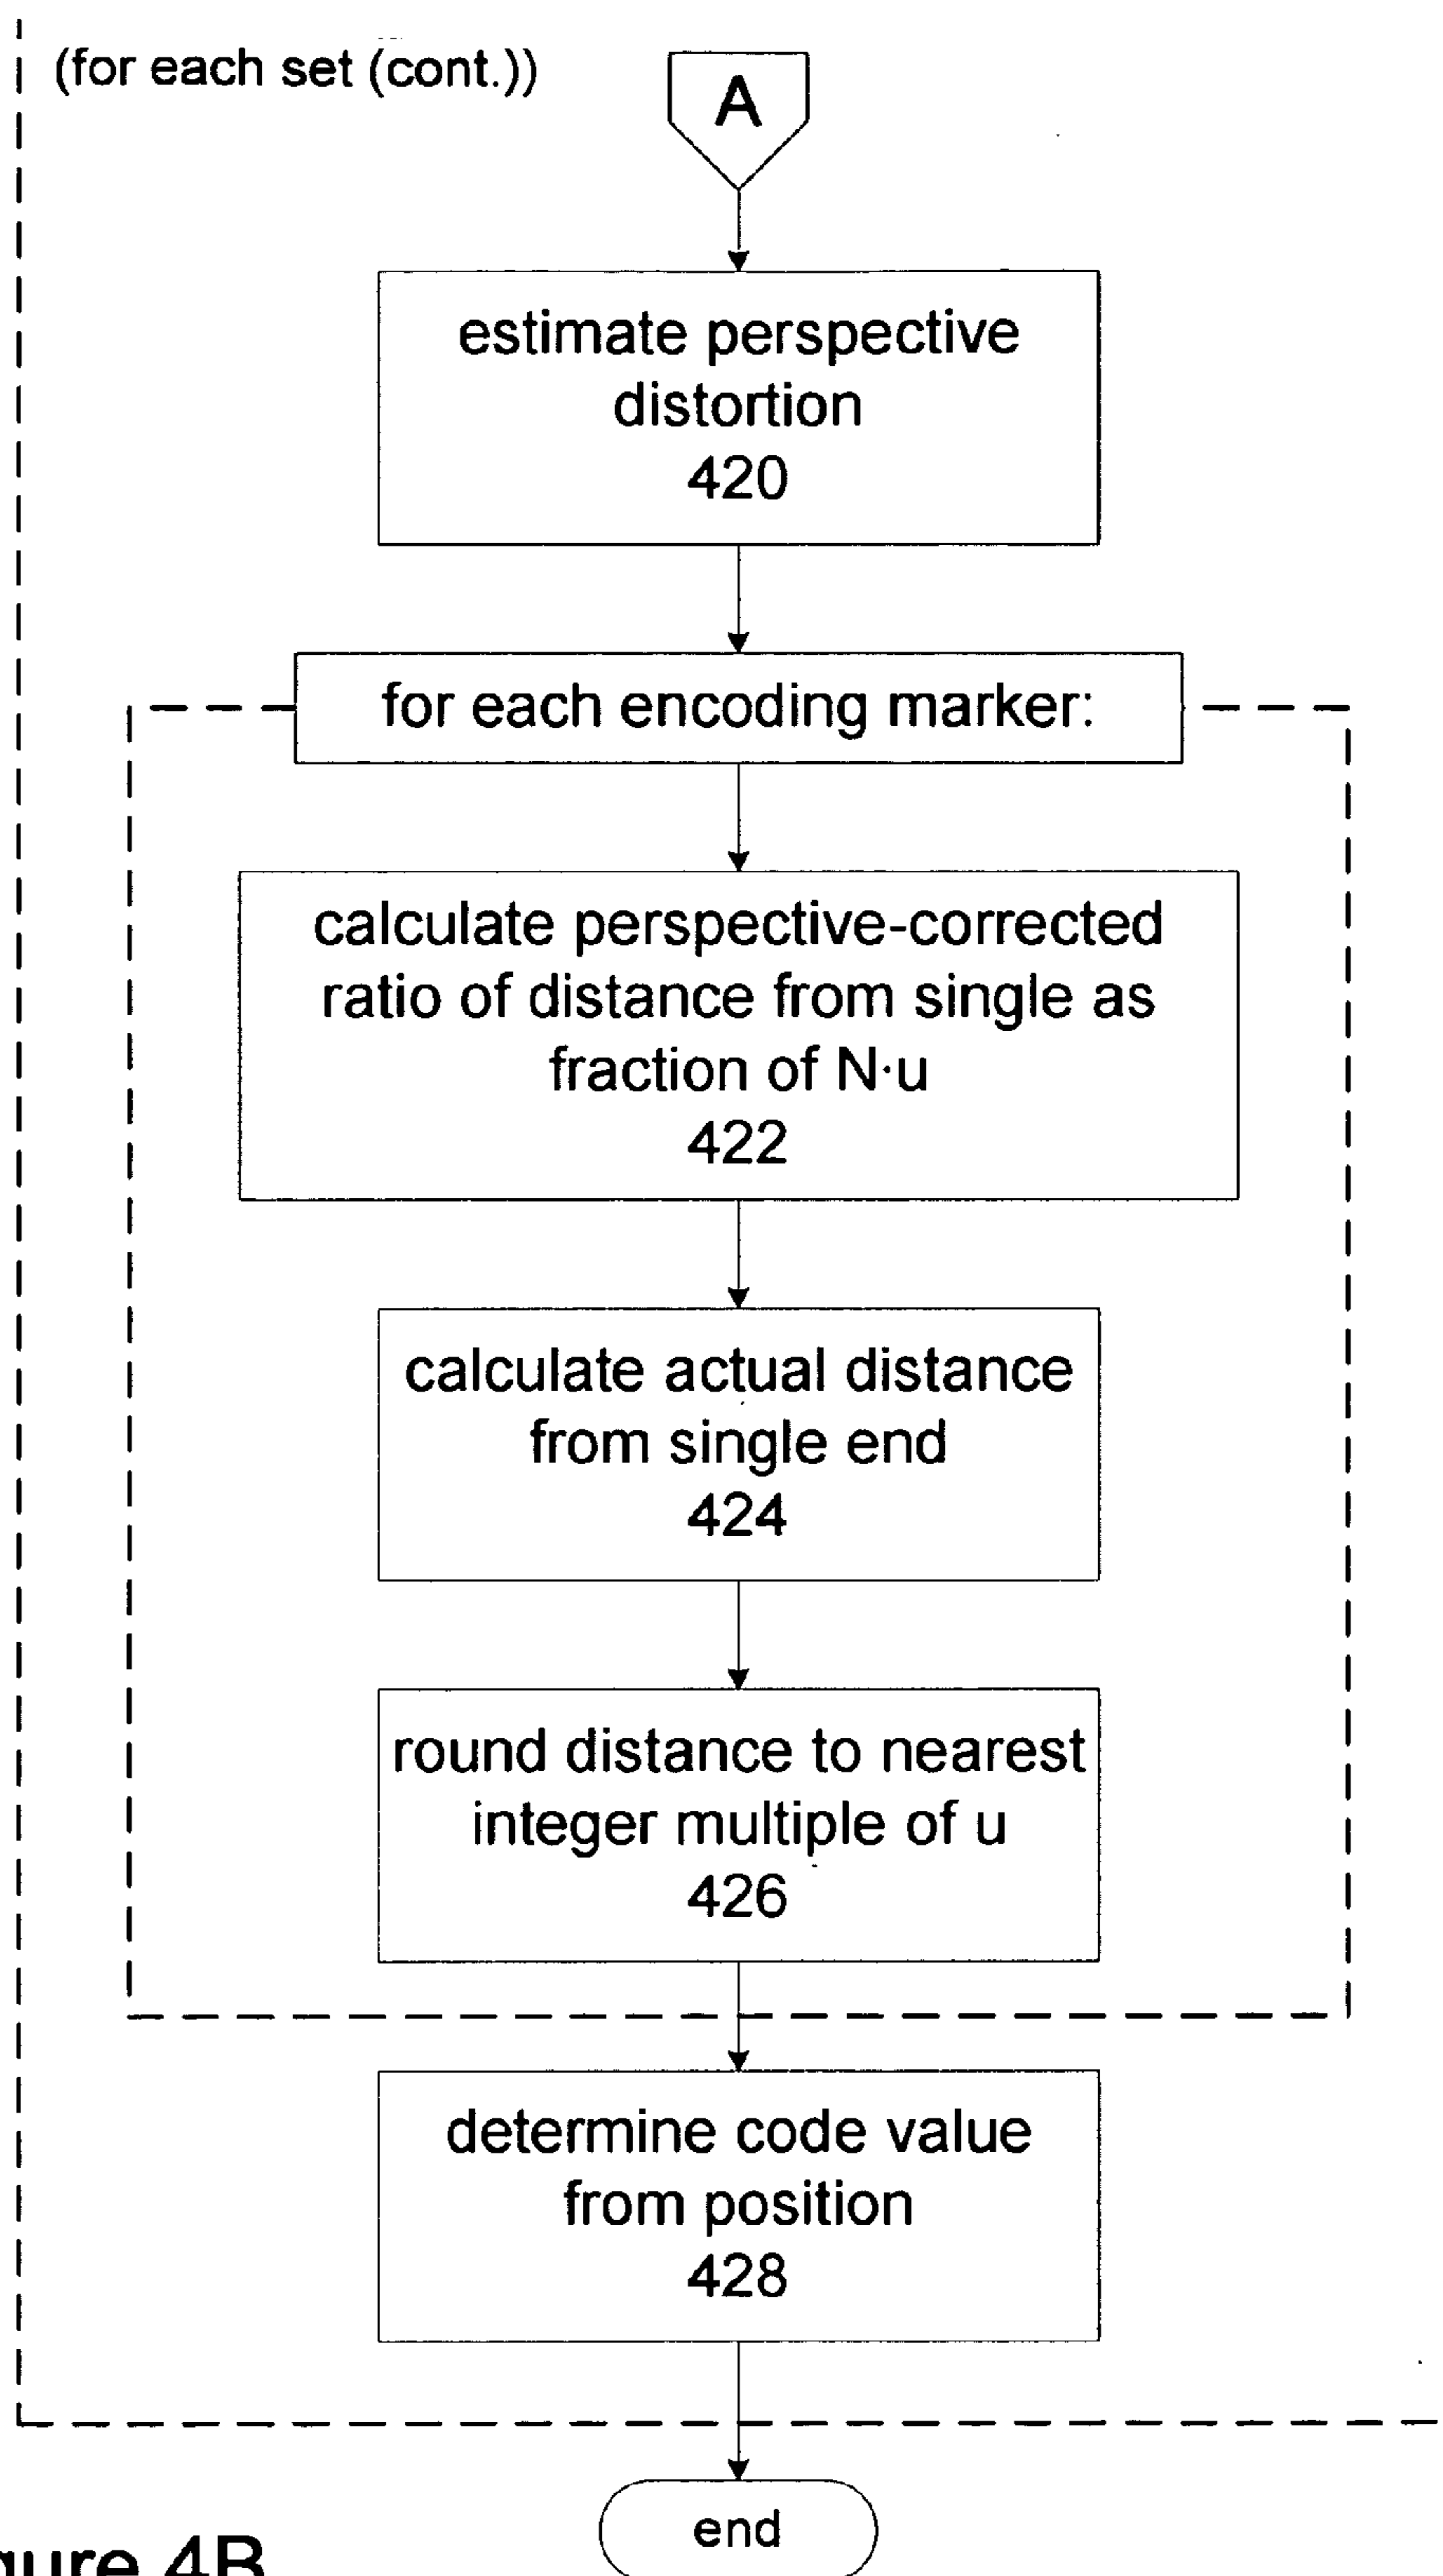 (for each set (cont.))
A
estimate perspective
distortion
420
for each encoding marker:
calculate perspective-corrected
ratio of distance from single as
fraction of N·u
422
calculate actual distance
from single end
424
round distance to nearest
integer multiple of u
426
determine code value
from position
428
end
gure 4B